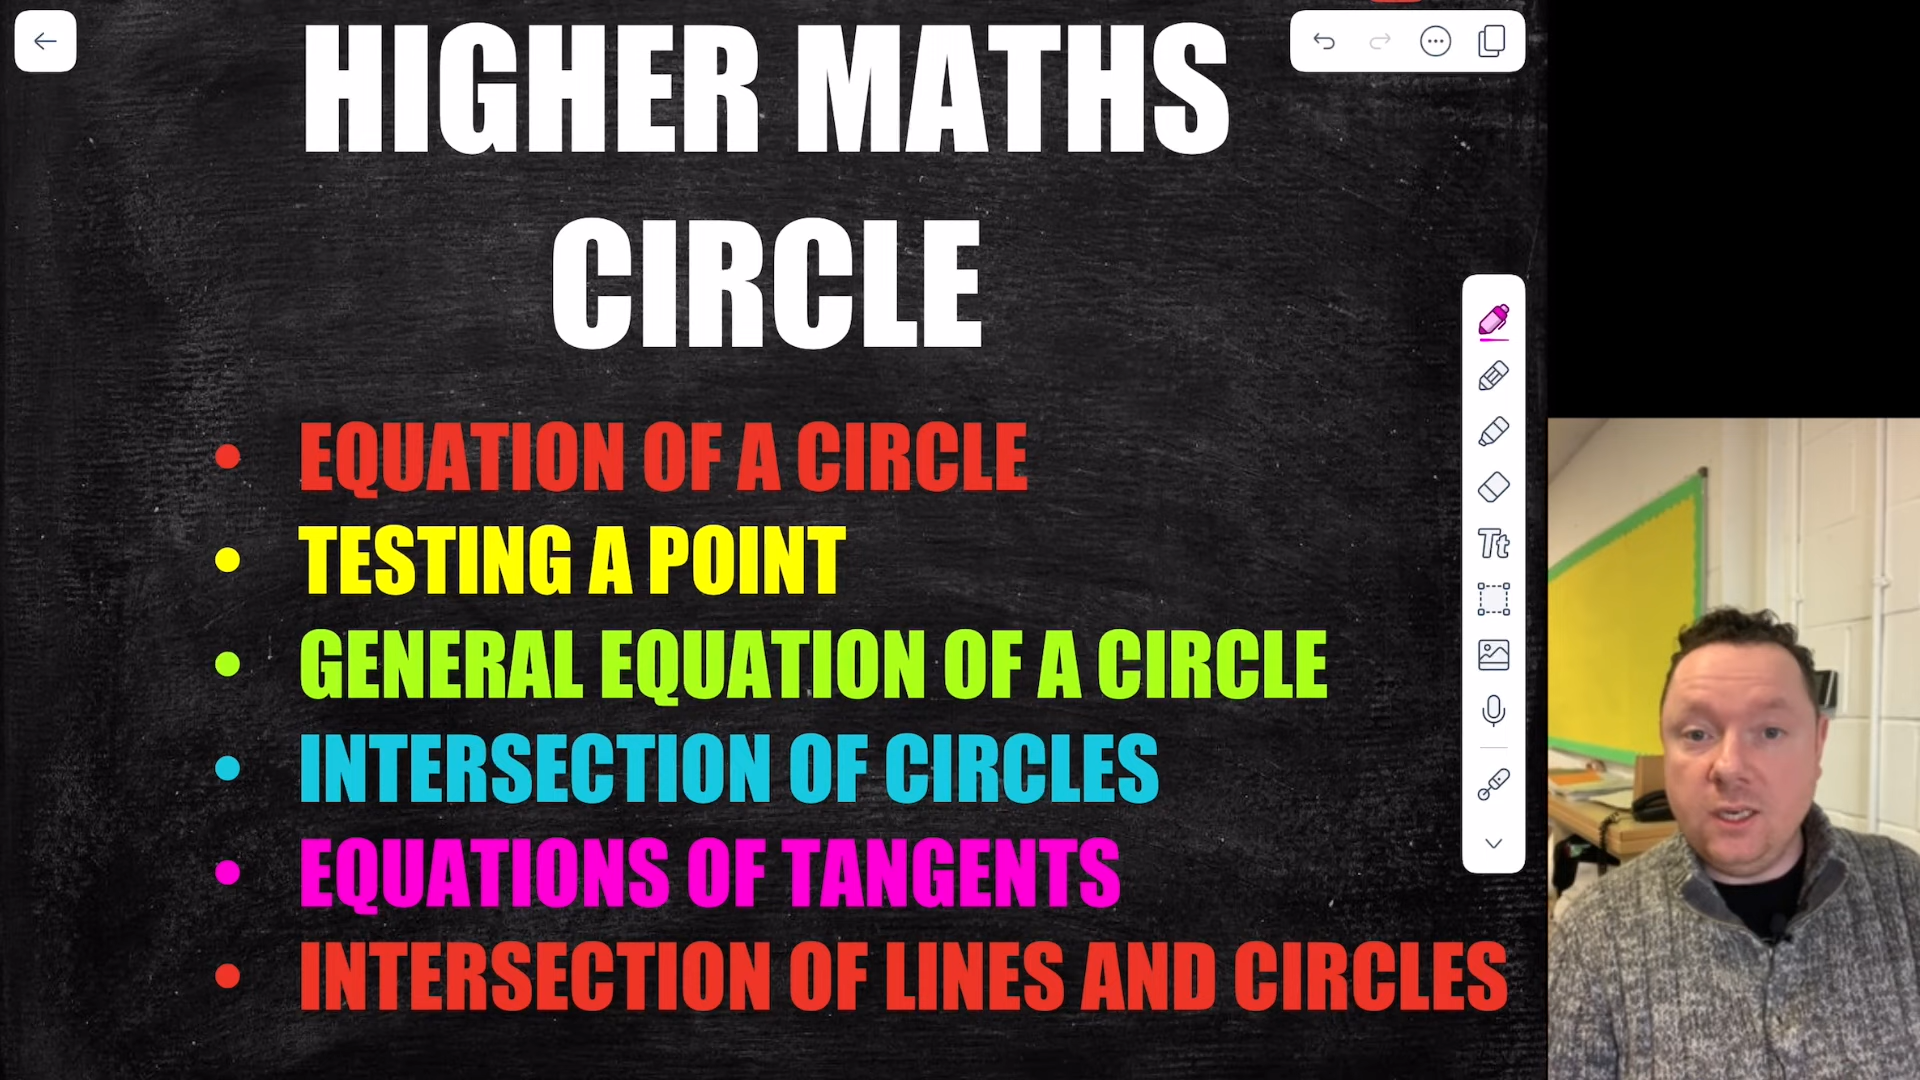 HIGHER MATHS
CIRCLE
• EQUATION OF A CIRCLE
• TESTING A POINT
• GENERAL EQUATION OF A CIRCLE
• INTERSECTION OF CIRCLES
• EQUATIONS OF TANGENTS
• INTERSECTION OF LINES AND CIRCLES
Tt